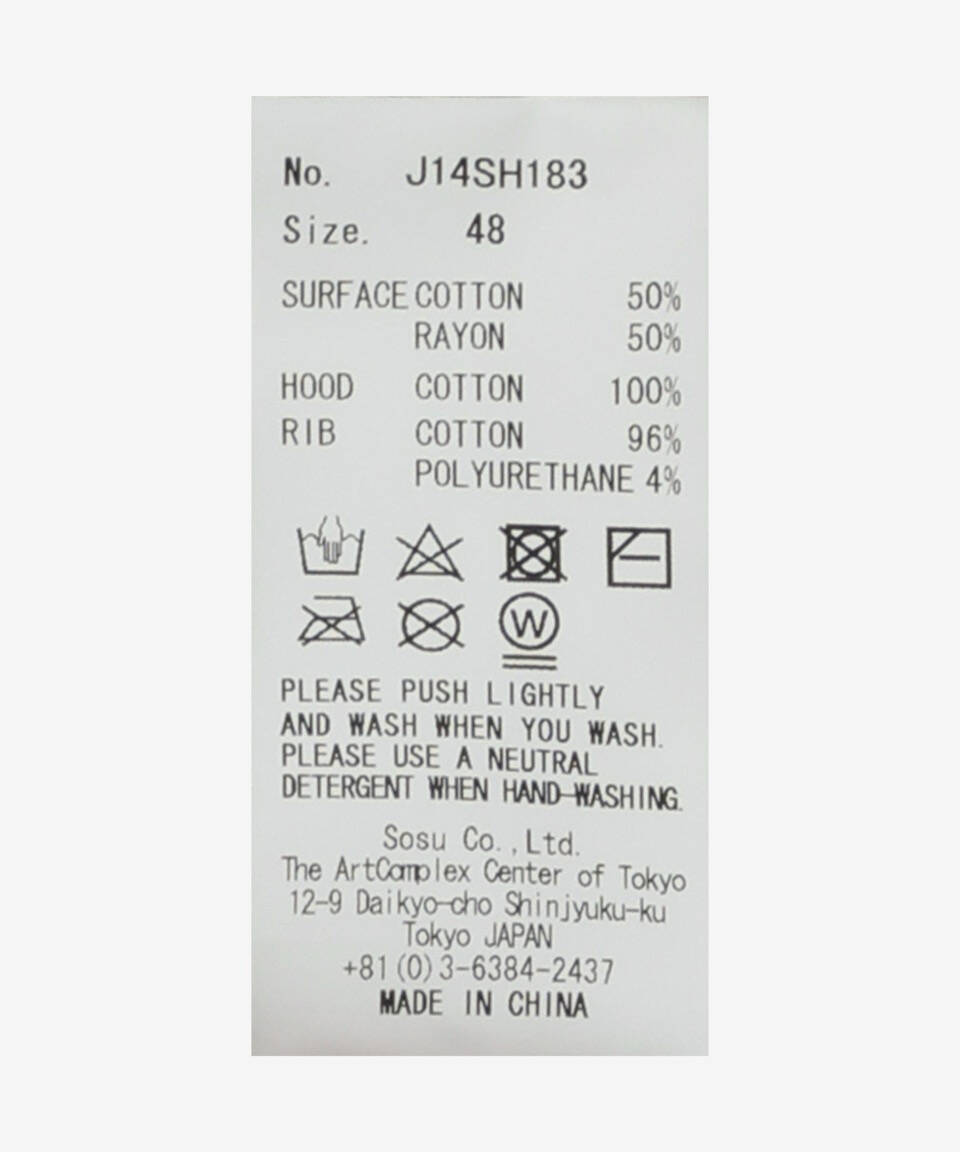 No. J14SH183
Size. 48
SURFACE COTTON 50%
RAYON 50%
HOOD COTTON 100%
RIB COTTON 96%
POLYURETHANE 4%
W
PLEASE PUSH LIGHTLY
AND WASH WHEN YOU WASH.
PLEASE USE A NEUTRAL
DETERGENT WHEN HAND-WASHING.
Sosu Co.,Ltd.
The ArtComplex Center of Tokyo
12-9 Daikyo-cho Shinjyuku-ku
Tokyo JAPAN
+81(0)3-6384-2437
MADE IN CHINA